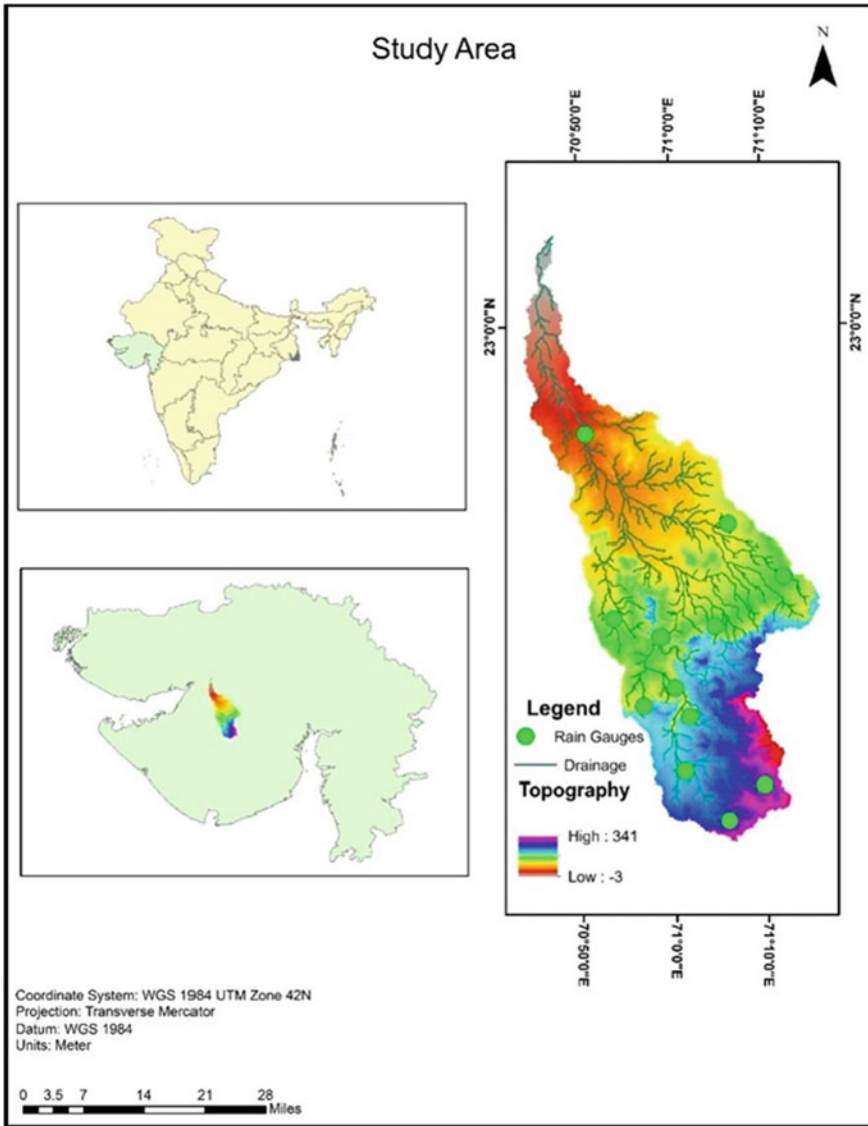 Study Area
N
70°50'0"E
71°0'0"E
71°10'0"E
23°0'0"N
23°0'0"N
Legend
Rain Gauges
Drainage
Topography
High : 341
Low : -3
70°50'0"E
71°0'0"E
71°10'0"E
Coordinate System: WGS 1984 UTM Zone 42N
Projection: Transverse Mercator
Datum: WGS 1984
Units: Meter
0 3.5 7 14 21 28
Miles